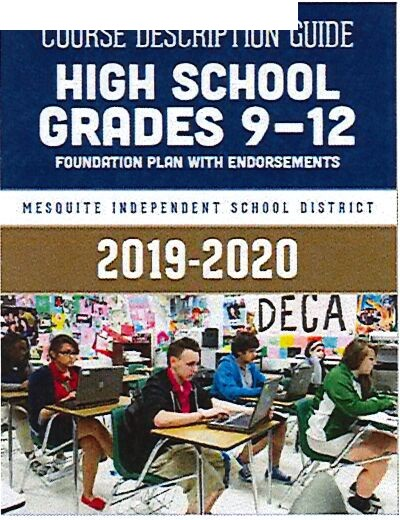 COURSE DESCRIPTION GUIDE
HIGH SCHOOL
GRADES 9–12
FOUNDATION PLAN WITH ENDORSEMENTS
MESQUITE INDEPENDENT SCHOOL DISTRICT
2019-2020
DECA